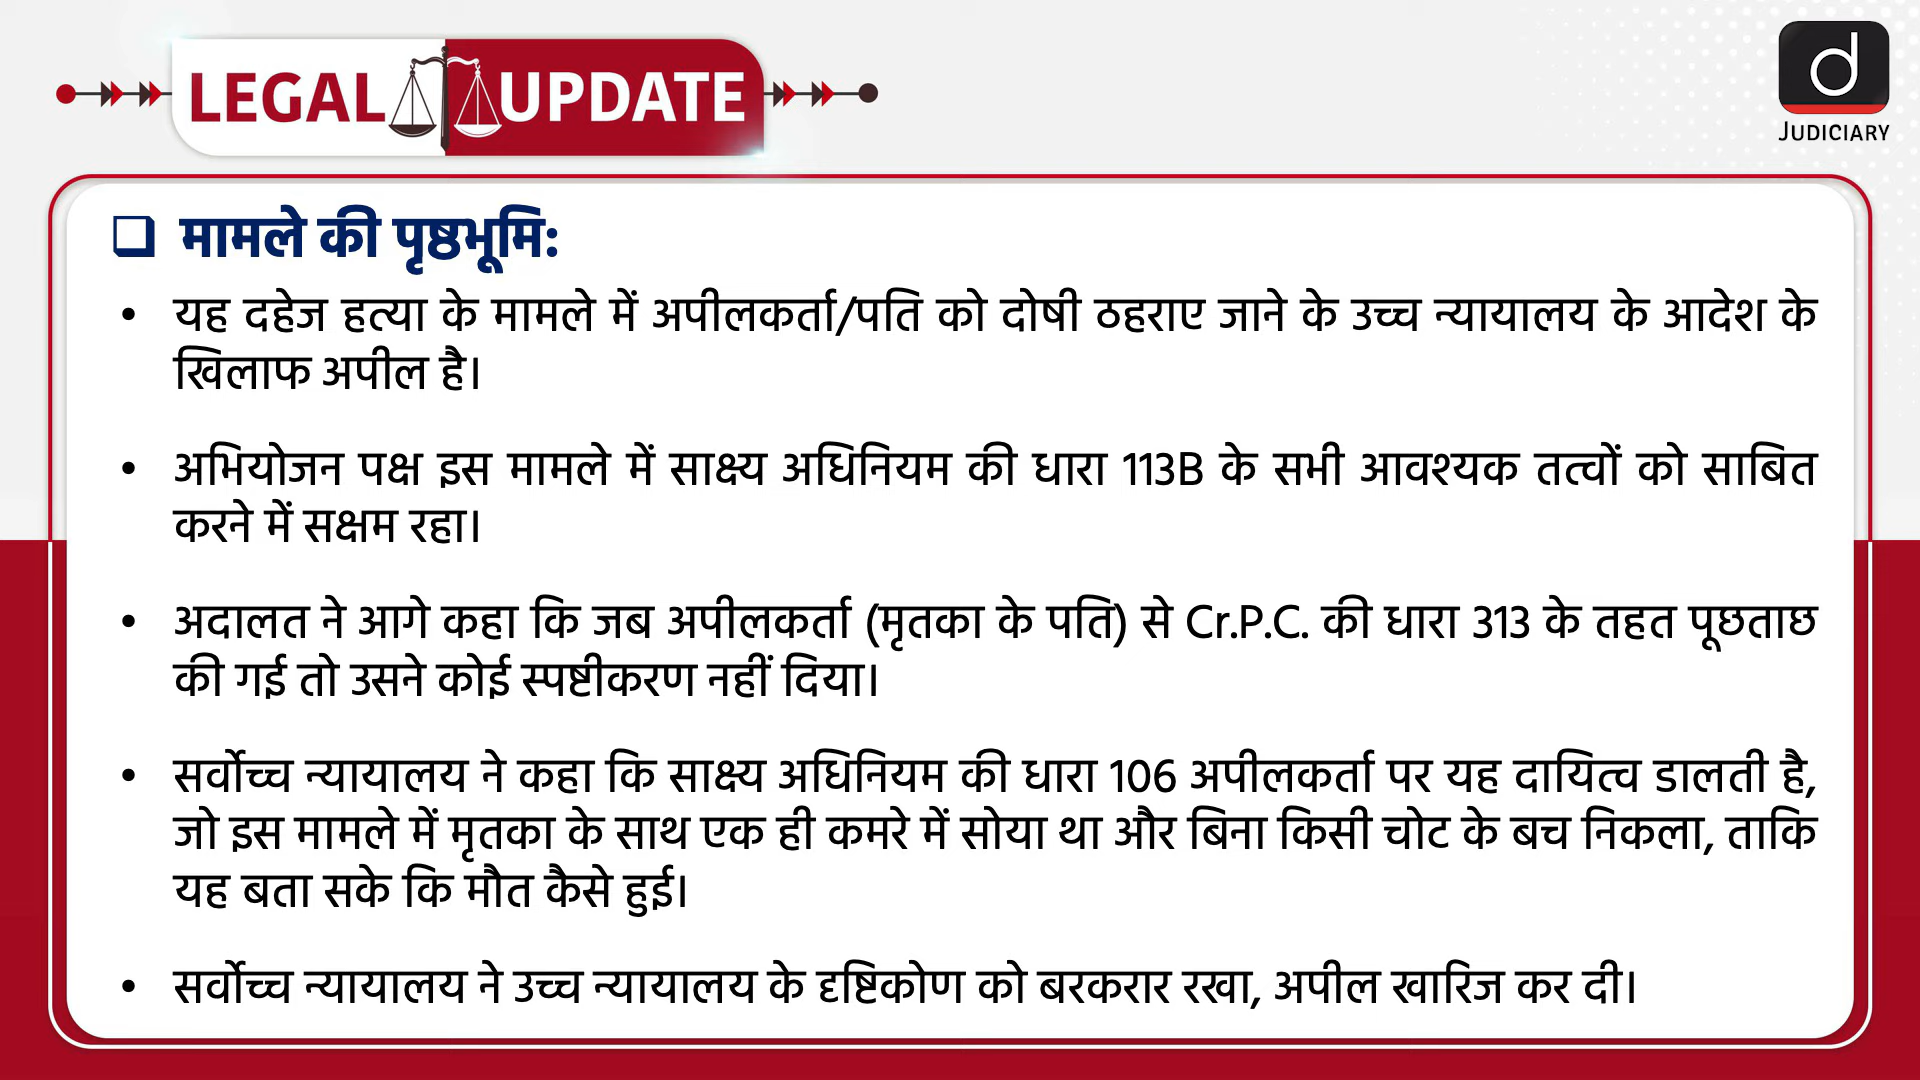 LEGAL UPDATE
d
JUDICIARY
❑ मामले की पृष्ठभूमि:
• यह दहेज हत्या के मामले में अपीलकर्ता/पति को दोषी ठहराए जाने के उच्च न्यायालय के आदेश के
खिलाफ अपील है।
• अभियोजन पक्ष इस मामले में साक्ष्य अधिनियम की धारा 113B के सभी आवश्यक तत्वों को साबित
करने में सक्षम रहा।
• अदालत ने आगे कहा कि जब अपीलकर्ता (मृतका के पति) से Cr.P.C. की धारा 313 के तहत पूछताछ
की गई तो उसने कोई स्पष्टीकरण नहीं दिया।
• सर्वोच्च न्यायालय ने कहा कि साक्ष्य अधिनियम की धारा 106 अपीलकर्ता पर यह दायित्व डालती है,
जो इस मामले में मृतका के साथ एक ही कमरे में सोया था और बिना किसी चोट के बच निकला, ताकि
यह बता सके कि मौत कैसे हुई।
• सर्वोच्च न्यायालय ने उच्च न्यायालय के दृष्टिकोण को बरकरार रखा, अपील खारिज कर दी।